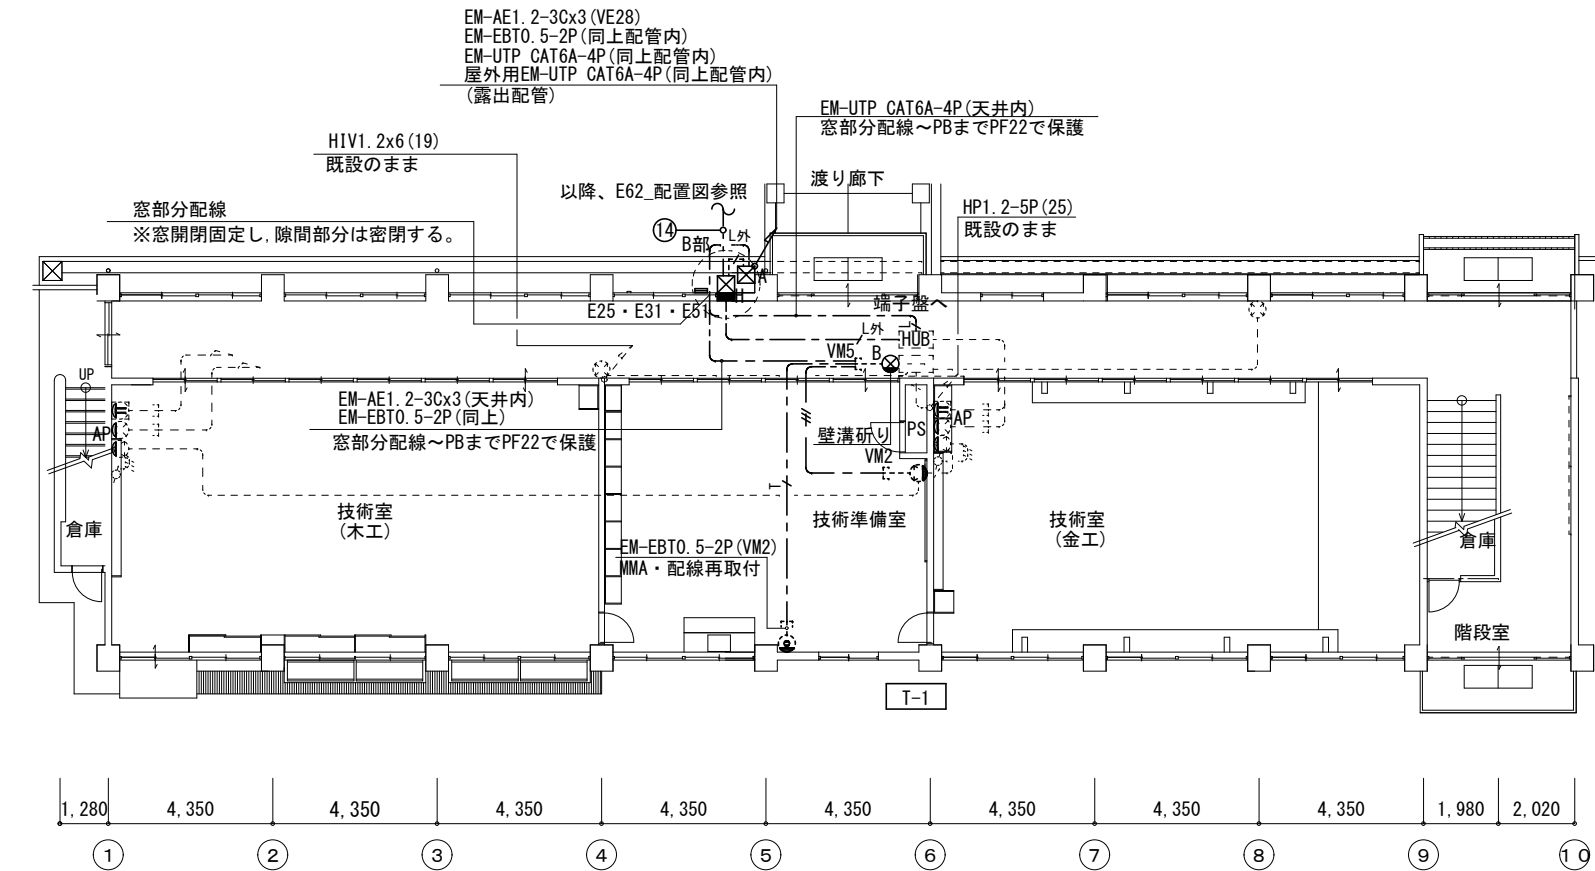 EM-AE1.2-3Cx3(VE28)
EM-EBT0.5-2P(同上配管内)
EM-UTP CAT6A-4P(同上配管内)
屋外用EM-UTP CAT6A-4P(同上配管内)
(露出配管)
EM-UTP CAT6A-4P(天井内)
窓部分配線~PBまでPF22で保護
HIV1.2x6(19)
既設のまま
以降、E62_配置図参照
渡り廊下
窓部分配線
※窓開閉固定し,隙間部分は密閉する。
HP1.2-5P(25)
既設のまま
14
L外
B部
A
H
E25・E31・E51
端子盤へ
L外
HUB
VM5
B
UP
EM-AE1.2-3Cx3(天井内)
EM-EBT0.5-2P(同上)
窓部分配線~PBまでPF22で保護
AP
AP
壁溝斫り
PS
VM2
T
技術室
(木工)
技術準備室
技術室
(金工)
倉庫
倉庫
EM-EBT0.5-2P(VM2)
MMA・配線再取付
階段室
T-1
1,280
4,350
4,350
4,350
4,350
4,350
4,350
4,350
4,350
1,980
2,020
1
2
3
4
5
6
7
8
9
10